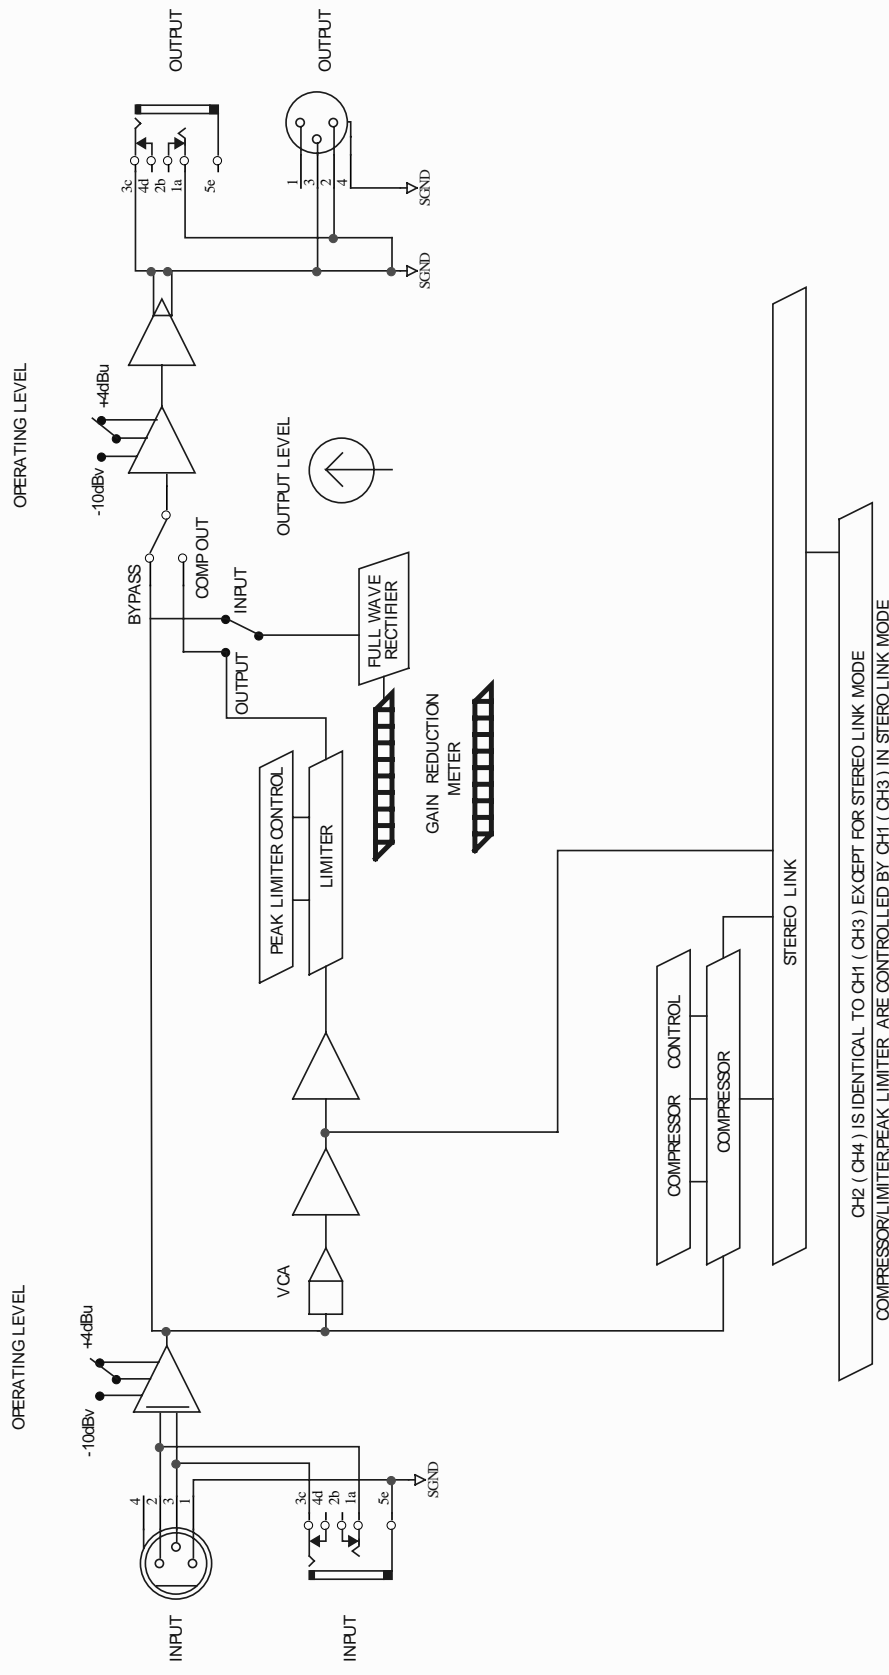 OPERATING LEVEL
-10dBv
+4dBu
INPUT
4
2
3
1
INPUT
3c
4d
2b
1a
5e
SGND
VCA
BYPASS
COMP OUT
INPUT
OUTPUT
PEAK LIMITER CONTROL
LIMITER
FULL WAVE
RECTIFIER
GAIN REDUCTION
METER
OUTPUT LEVEL
OPERATING LEVEL
-10dBv
+4dBu
OUTPUT
3c
4d
2b
1a
5e
OUTPUT
1
3
2
4
SGND
SGND
COMPRESSOR CONTROL
COMPRESSOR
STEREO LINK
CH2 ( CH4 ) IS IDENTICAL TO CH1 ( CH3 ) EXCEPT FOR STEREO LINK MODE
COMPRESSOR/LIMITER,PEAK LIMITER ARE CONTROLLED BY CH1 ( CH3 ) IN STERO LINK MODE